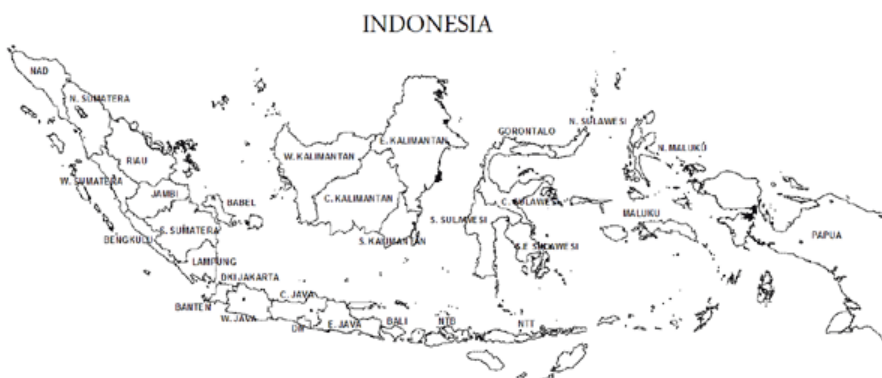 INDONESIA
NAD
N. SUMATERA
RIAU
W. SUMATERA
JAMBI
BABEL
S. SUMATERA
BENGKULU
LAMPUNG
DKI JAKARTA
BANTEN
W. JAVA
C. JAVA
DIY
E. JAVA
BALI
NTB
NTT
W. KALIMANTAN
E. KALIMANTAN
C. KALIMANTAN
S. KALIMANTAN
GORONTALO
N. SULAWESI
C. SULAWESI
S. SULAWESI
S.E SULAWESI
N. MALUKU
MALUKU
PAPUA